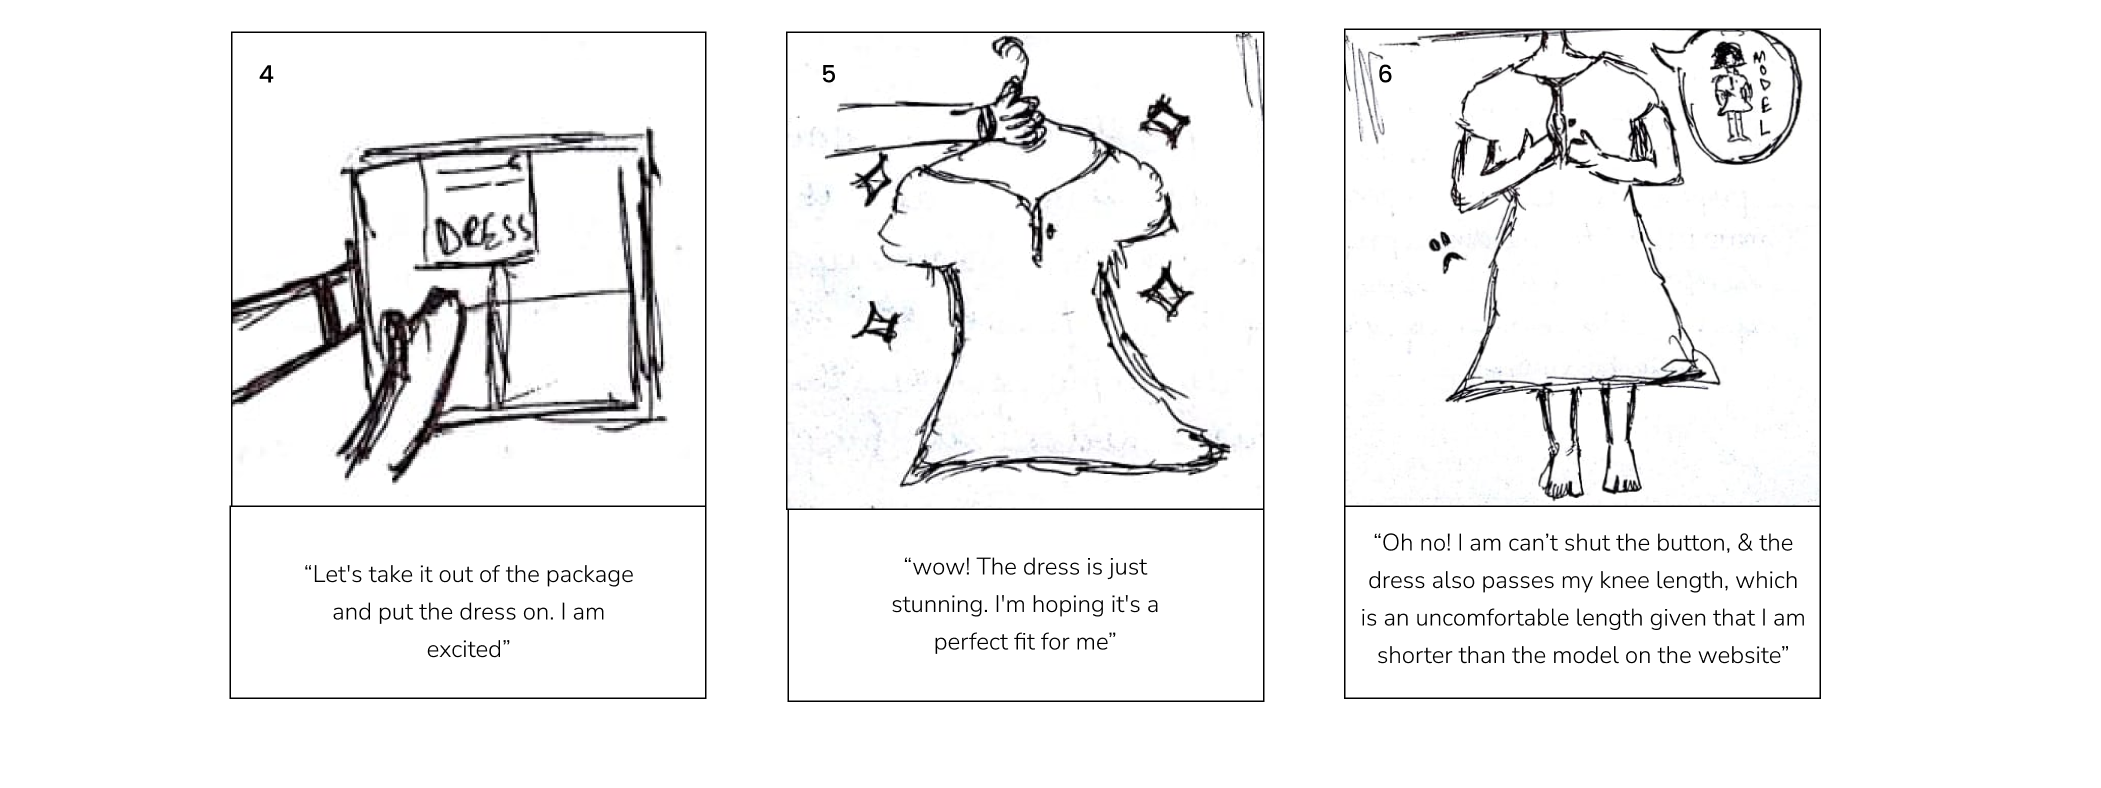 4
DRESS
“Let's take it out of the package
and put the dress on. I am
excited”
5
“wow! The dress is just
stunning. I'm hoping it's a
perfect fit for me”
6
MODEL
“Oh no! I am can’t shut the button, & the
dress also passes my knee length, which
is an uncomfortable length given that I am
shorter than the model on the website”